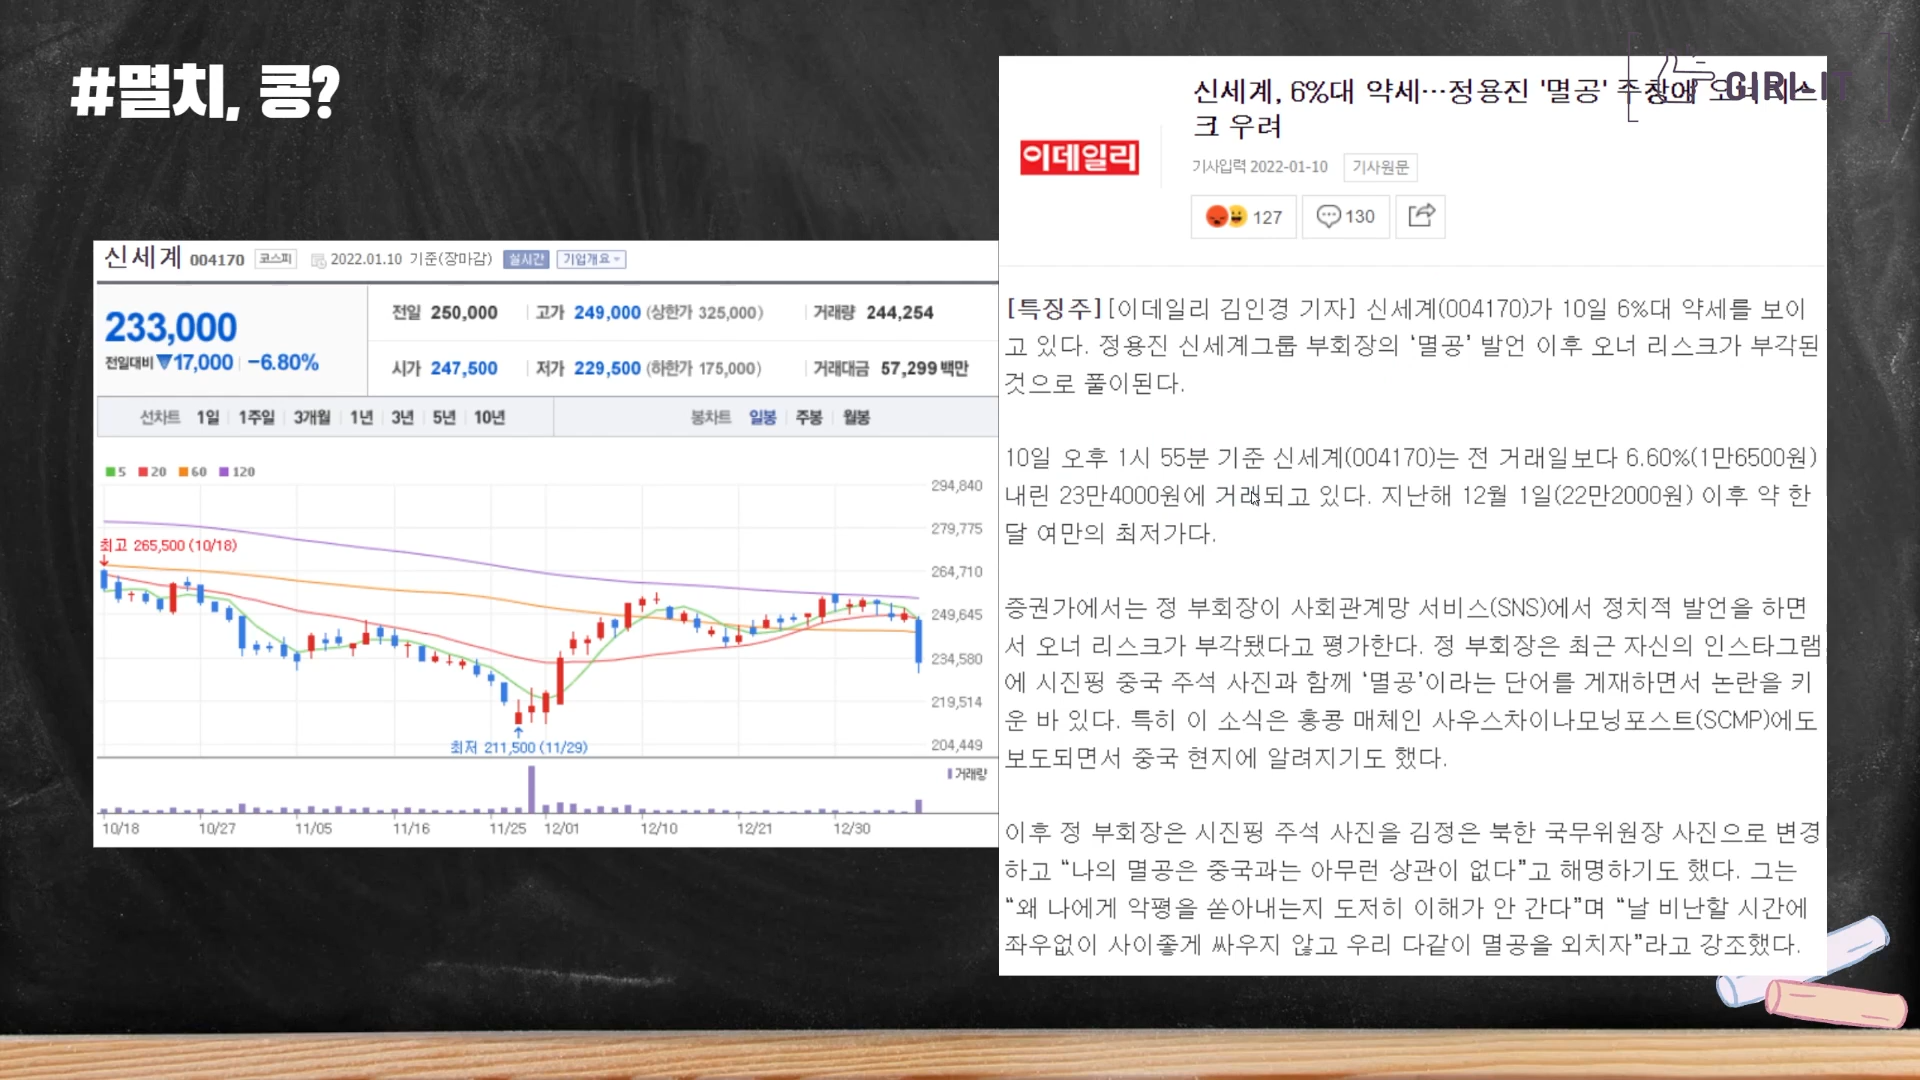 #멸치, 콩?
GIRL-IT
신세계 004170 코스피 2022.01.10 기준(장마감) 실시간 기업개요
233,000
전일대비 ▼17,000 -6.80%
전일 250,000 고가 249,000 (상한가 325,000) 거래량 244,254
시가 247,500 저가 229,500 (하한가 175,000) 거래대금 57,299 백만
선차트 1일 1주일 3개월 1년 3년 5년 10년 봉차트 일봉 주봉 월봉
5 20 60 120
294,840
279,775
264,710
249,645
234,580
219,514
204,449
최고 265,500 (10/18)
최저 211,500 (11/29)
거래량
10/18 10/27 11/05 11/16 11/25 12/01 12/10 12/21 12/30
이데일리
신세계, 6%대 약세…정용진 '멸공' 주창에 오너리스
크 우려
기사입력 2022-01-10 기사원문
127 130
[특징주][이데일리 김인경 기자] 신세계(004170)가 10일 6%대 약세를 보이
고 있다. 정용진 신세계그룹 부회장의 ‘멸공’ 발언 이후 오너 리스크가 부각된
것으로 풀이된다.
10일 오후 1시 55분 기준 신세계(004170)는 전 거래일보다 6.60%(1만6500원)
내린 23만4000원에 거래되고 있다. 지난해 12월 1일(22만2000원) 이후 약 한
달 여만의 최저가다.
증권가에서는 정 부회장이 사회관계망 서비스(SNS)에서 정치적 발언을 하면
서 오너 리스크가 부각됐다고 평가한다. 정 부회장은 최근 자신의 인스타그램
에 시진핑 중국 주석 사진과 함께 ‘멸공’이라는 단어를 게재하면서 논란을 키
운 바 있다. 특히 이 소식은 홍콩 매체인 사우스차이나모닝포스트(SCMP)에도
보도되면서 중국 현지에 알려지기도 했다.
이후 정 부회장은 시진핑 주석 사진을 김정은 북한 국무위원장 사진으로 변경
하고 “나의 멸공은 중국과는 아무런 상관이 없다”고 해명하기도 했다. 그는
“왜 나에게 악평을 쏟아내는지 도저히 이해가 안 간다”며 “날 비난할 시간에
좌우없이 사이좋게 싸우지 않고 우리 다같이 멸공을 외치자”라고 강조했다.